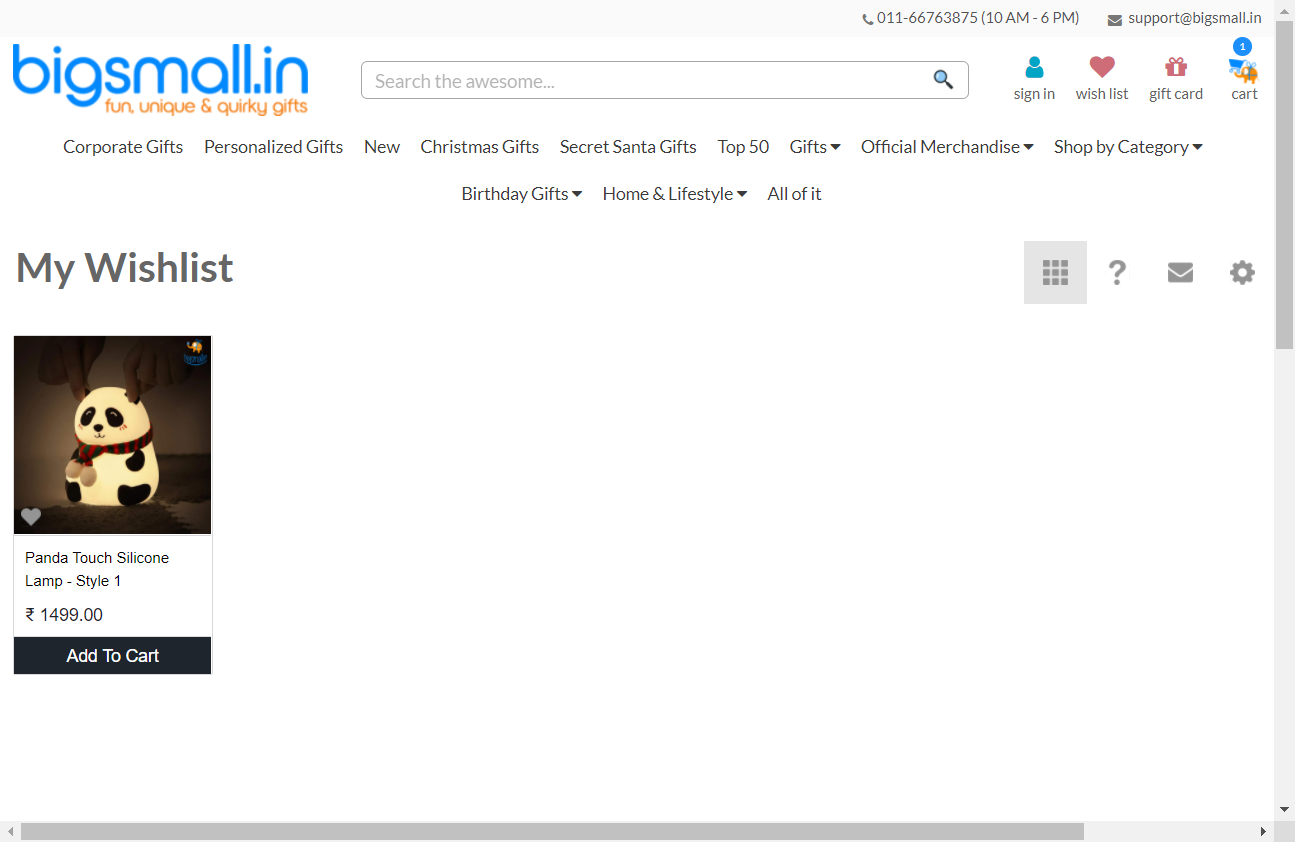 011-66763875 (10 AM - 6 PM) support@bigsmall.in
bigsmall.in
fun, unique & quirky gifts
Search the awesome...
sign in
wish list
gift card
1
cart
Corporate Gifts Personalized Gifts New Christmas Gifts Secret Santa Gifts Top 50 Gifts Official Merchandise Shop by Category
Birthday Gifts Home & Lifestyle All of it
My Wishlist
Panda Touch Silicone
Lamp - Style 1
₹ 1499.00
Add To Cart